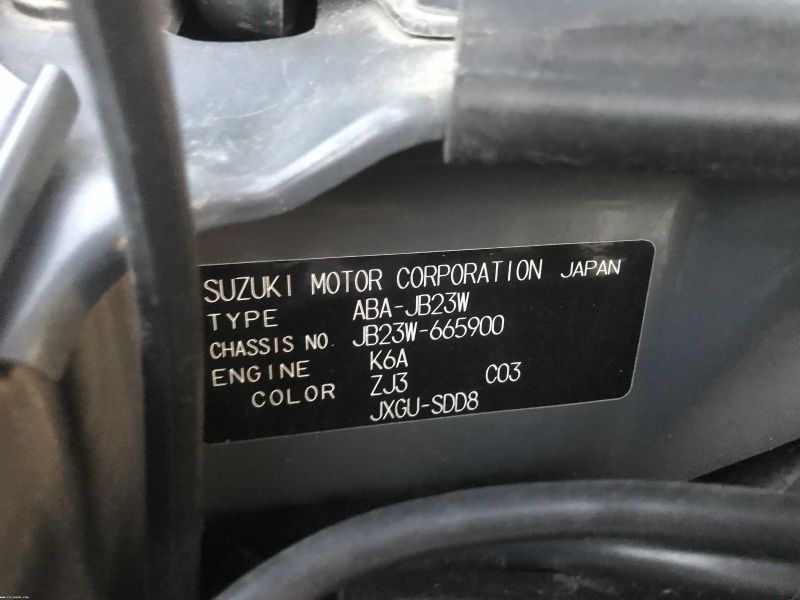 SUZUKI MOTOR CORPORATION JAPAN
TYPE ABA-JB23W
CHASSIS NO. JB23W-665900
ENGINE K6A
COLOR ZJ3 C03
JXGU-SDD8